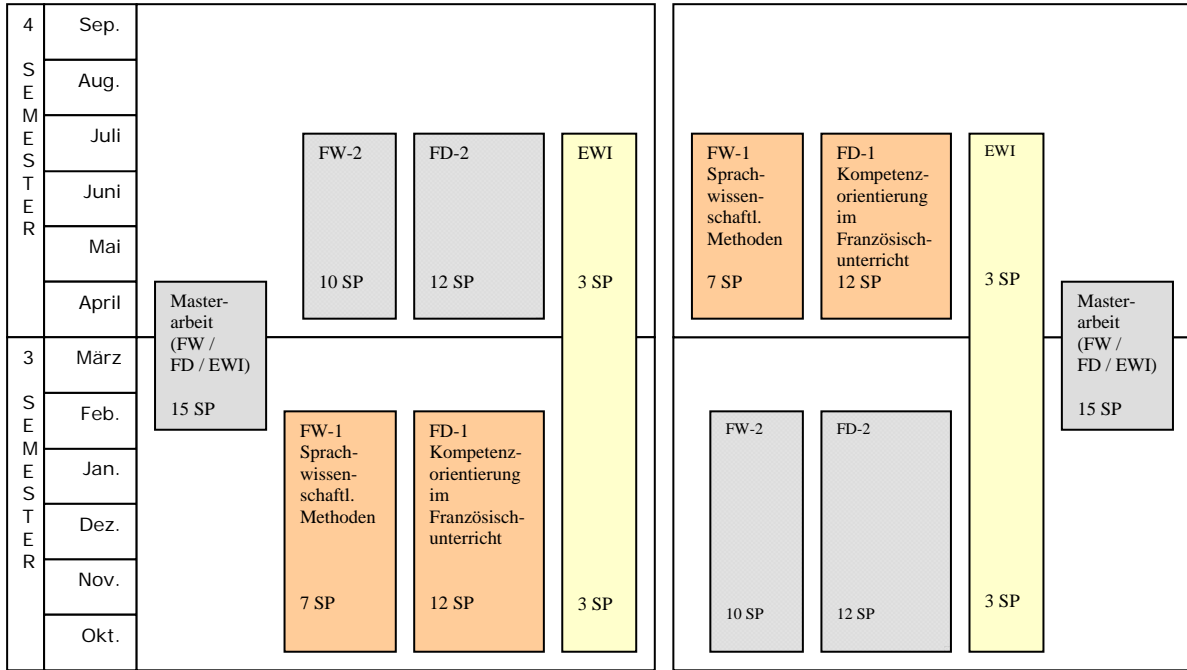 4
SEMESTER
Sep.
Aug.
Juli
Juni
Mai
April
3
SEMESTER
März
Feb.
Jan.
Dez.
Nov.
Okt.
Master-
arbeit
(FW /
FD / EWI)
15 SP
FW-2
10 SP
FD-2
12 SP
EWI
3 SP
3 SP
FW-1
Sprach-
wissen-
schaftl.
Methoden
7 SP
FD-1
Kompetenz-
orientierung
im
Französisch-
unterricht
12 SP
FW-1
Sprach-
wissen-
schaftl.
Methoden
7 SP
FD-1
Kompetenz-
orientierung
im
Französisch-
unterricht
12 SP
EWI
3 SP
3 SP
Master-
arbeit
(FW /
FD / EWI)
15 SP
FW-2
10 SP
FD-2
12 SP